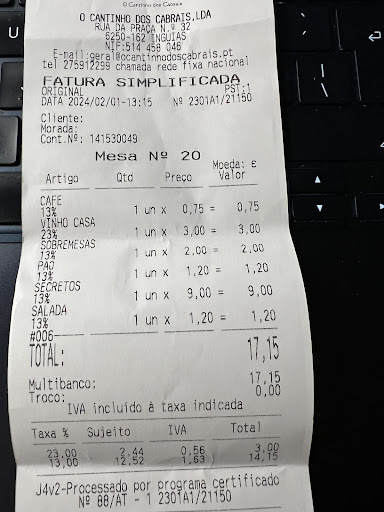 O Cantinho dos Cabrais
O CANTINHO DOS CABRAIS,LDA
RUA DA PRAÇA N.º 32
6250-162 INGUIAS
NIF:514 458 046
E-mail:geral@ocantinhodoscabrais.pt
tel 275912299 chamada rede fixa nacional
FATURA SIMPLIFICADA
ORIGINAL PST:1
DATA 2024/02/01-13:15 Nº 2301A1/21150
Cliente:
Morada:
Cont.Nº: 141530049
Mesa Nº 20
Moeda: £
Artigo Qtd Preço Valor
CAFE
13% 1 un x 0,75 = 0,75
VINHO CASA
23% 1 un x 3,00 = 3,00
SOBREMESAS
13% 1 un x 2,00 = 2,00
PAO
13% 1 un x 1,20 = 1,20
SECRETOS
13% 1 un x 9,00 = 9,00
SALADA
13% 1 un x 1,20 = 1,20
#006
TOTAL: 17,15
Multibanco: 17,15
Troco: 0,00
IVA incluído à taxa indicada
Taxa % Sujeito IVA Total
23,00 2,44 0,56 3,00
13,00 12,52 1,63 14,15
J4v2-Processado por programa certificado
Nº 88/AT - 1 2301A1/21150